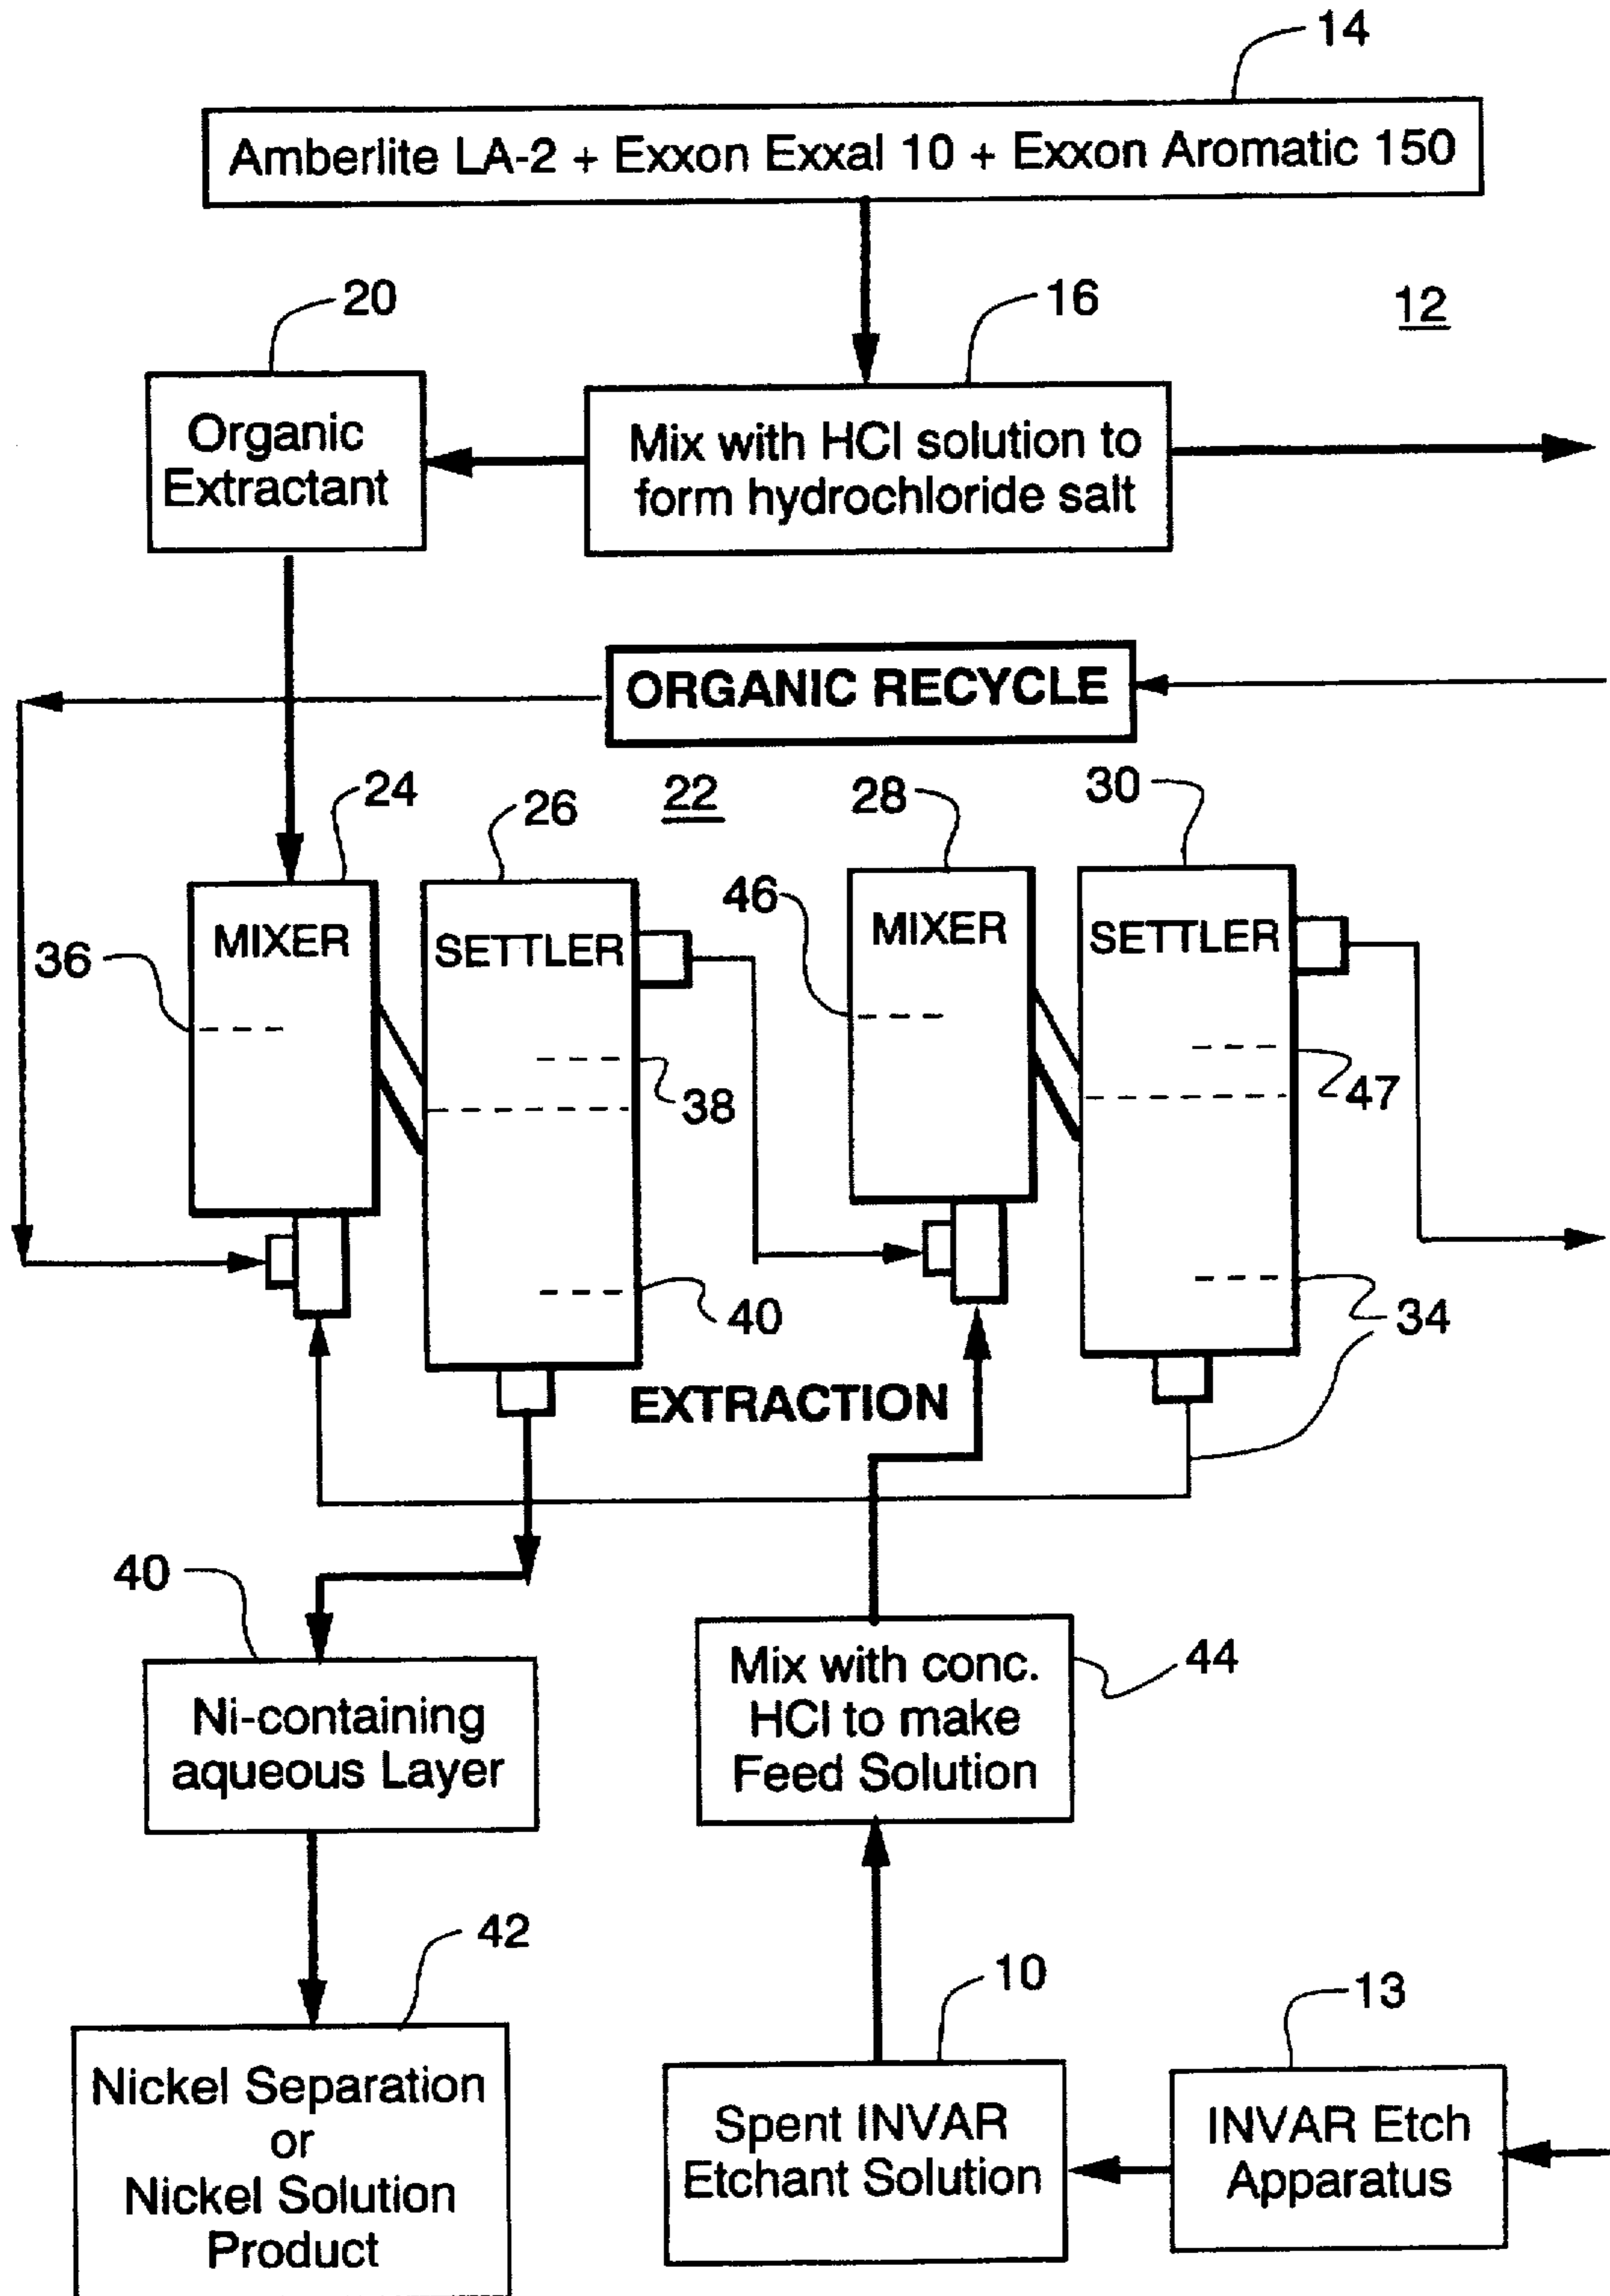 14
Amberlite LA-2 + Exxon Exxal 10 + Exxon Aromatic 150
20
16
12
Organic
Extractant
Mix with HCl solution to
form hydrochloride salt
ORGANIC RECYCLE
24
26
22
28
30
MIXER
SETTLER
MIXER
SETTLER
36
46
38
47
40
34
EXTRACTION
40
44
Ni-containing
aqueous Layer
Mix with conc.
HCl to make
Feed Solution
42
10
13
Nickel Separation
or
Nickel Solution
Product
Spent INVAR
Etchant Solution
INVAR Etch
Apparatus